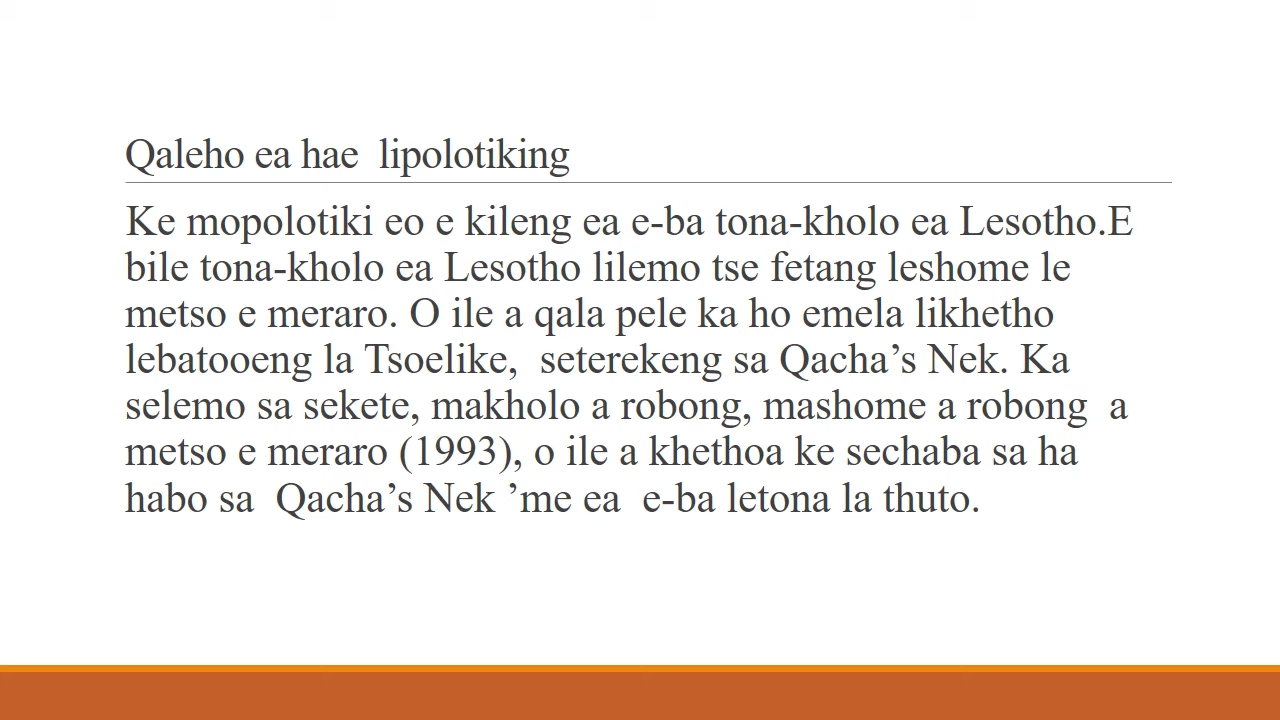 Qaleho ea hae  lipolotiking
Ke mopolotiki eo e kileng ea e-ba tona-kholo ea Lesotho.E
bile tona-kholo ea Lesotho lilemo tse fetang leshome le
metso e meraro. O ile a qala pele ka ho emela likhetho
lebatooeng la Tsoelike,  seterekeng sa Qacha’s Nek. Ka
selemo sa sekete, makholo a robong, mashome a robong  a
metso e meraro (1993), o ile a khethoa ke sechaba sa ha
habo sa  Qacha’s Nek ’me ea  e-ba letona la thuto.